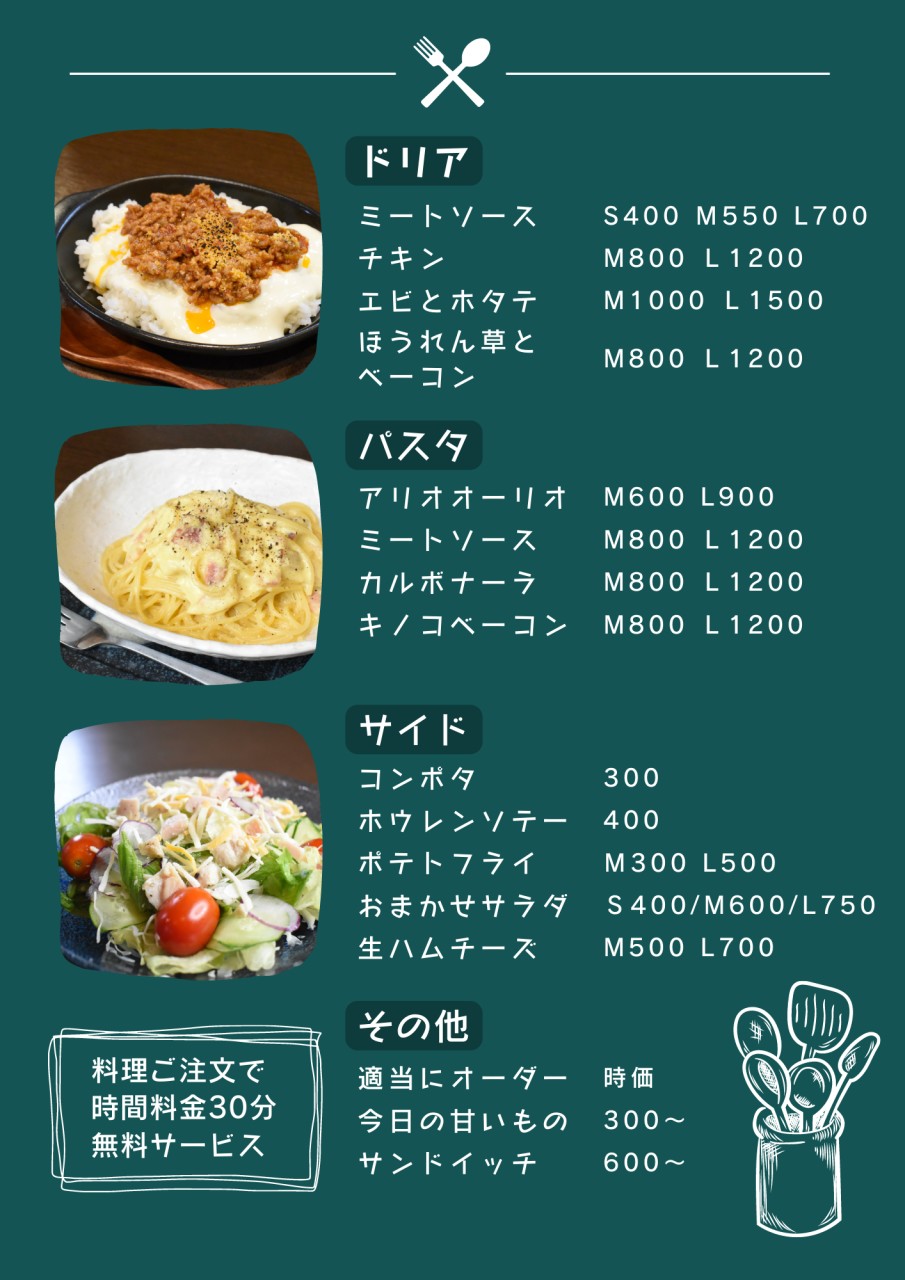 ドリア
ミートソース S400 M550 L700
チキン M800 L1200
エビとホタテ M1000 L1500
ほうれん草と
ベーコン M800 L1200
パスタ
アリオオーリオ M600 L900
ミートソース M800 L1200
カルボナーラ M800 L1200
キノコベーコン M800 L1200
サイド
コンポタ 300
ホウレンソテー 400
ポテトフライ M300 L500
おまかせサラダ S400/M600/L750
生ハムチーズ M500 L700
その他
適当にオーダー 時価
今日の甘いもの 300～
サンドイッチ 600～
料理ご注文で
時間料金30分
無料サービス